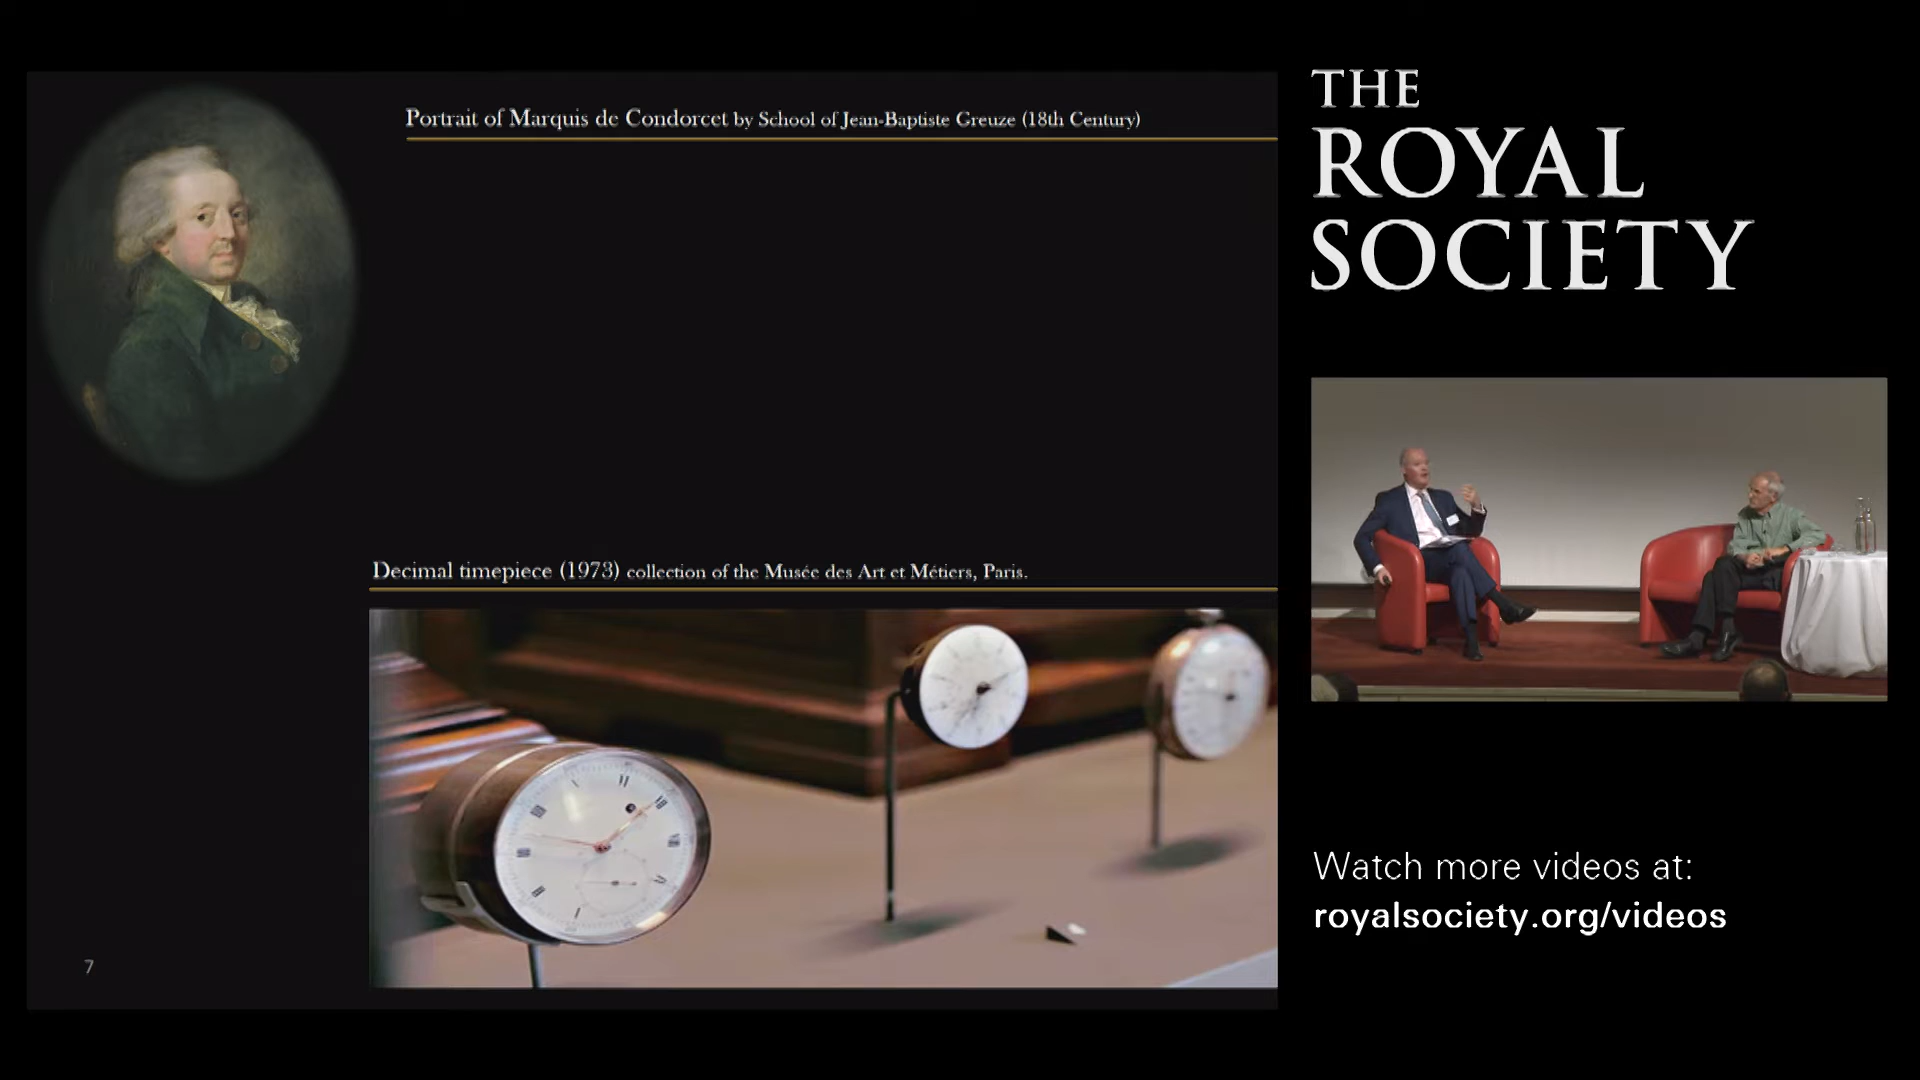 Portrait of Marquis de Condorcet by School of Jean-Baptiste Greuze (18th Century)
Decimal timepiece (1973) collection of the Musée des Art et Métiers, Paris.
7
THE
ROYAL
SOCIETY
Watch more videos at:
royalsociety.org/videos